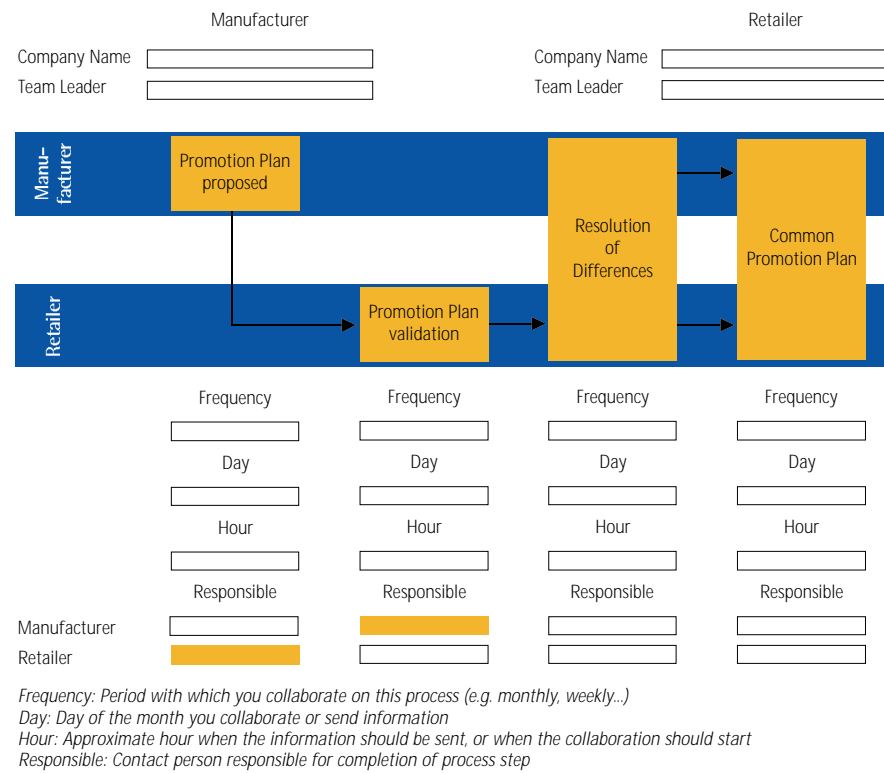 Manufacturer
Retailer
Company Name
Company Name
Team Leader
Team Leader
Manu-
facturer
Promotion Plan
proposed
Resolution
of
Differences
Common
Promotion Plan
Retailer
Promotion Plan
validation
Frequency
Frequency
Frequency
Frequency
Day
Day
Day
Day
Hour
Hour
Hour
Hour
Responsible
Responsible
Responsible
Responsible
Manufacturer
Retailer
Frequency: Period with which you collaborate on this process (e.g. monthly, weekly...)
Day: Day of the month you collaborate or send information
Hour: Approximate hour when the information should be sent, or when the collaboration should start
Responsible: Contact person responsible for completion of process step